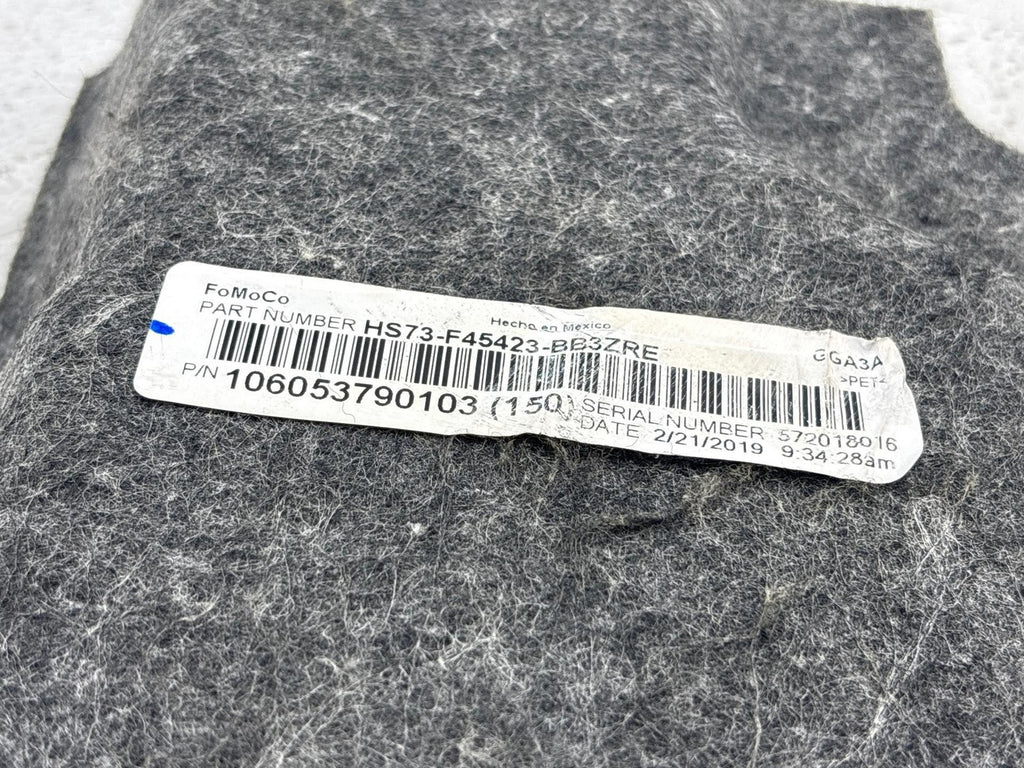 FoMoCo
Hecho en Mexico
PART NUMBER HS73-F45423-BB3ZRE
GGA3A
>PET<
P/N 106053790103 (150)
SERIAL NUMBER 572018016
DATE 2/21/2019 9:34:28am